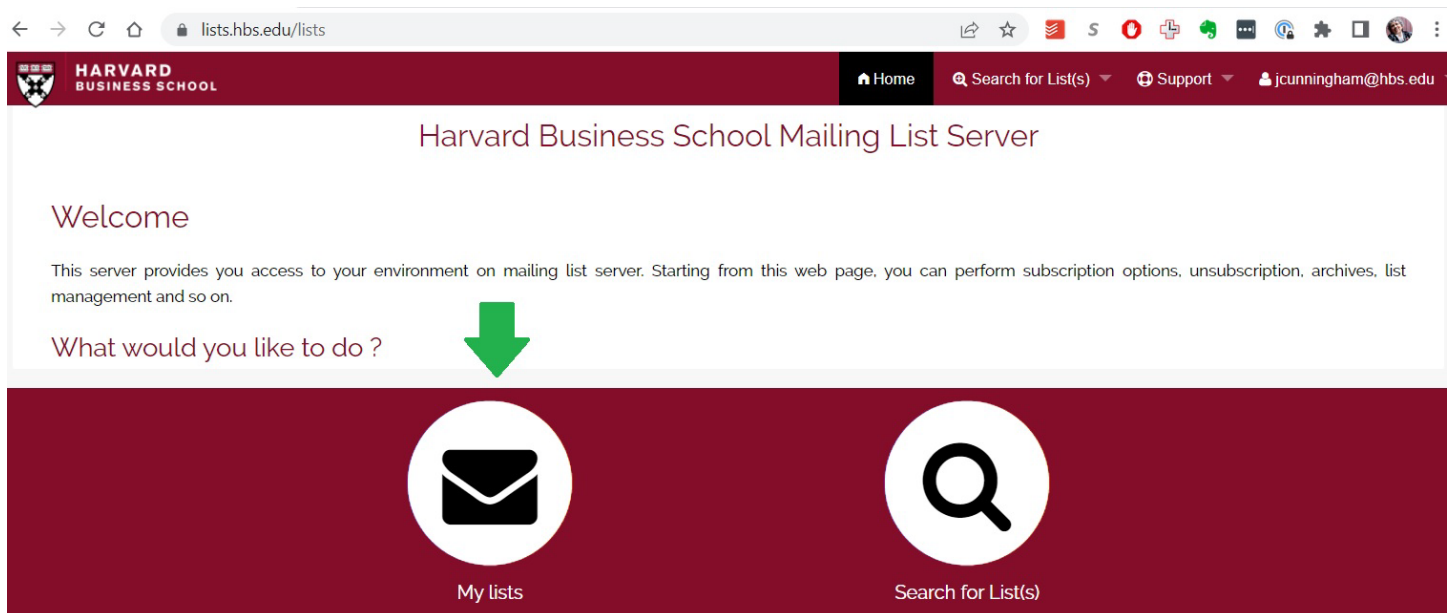 lists.hbs.edu/lists
HARVARD
BUSINESS SCHOOL
Home
Search for List(s)
Support
jcunningham@hbs.edu
Harvard Business School Mailing List Server
Welcome
This server provides you access to your environment on mailing list server. Starting from this web page, you can perform subscription options, unsubscription, archives, list
management and so on.
What would you like to do ?
My lists
Search for List(s)